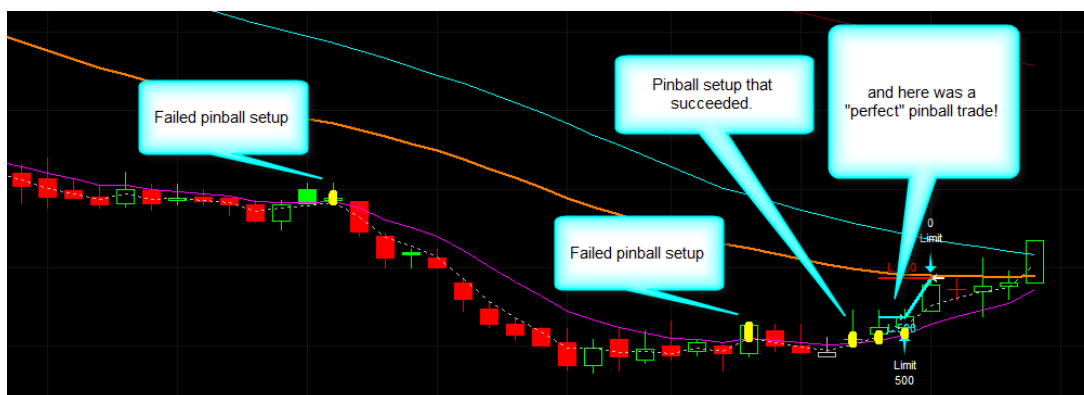 Failed pinball setup
Pinball setup that
succeeded.
and here was a
"perfect" pinball trade!
Failed pinball setup
0
Limit
Limit
500